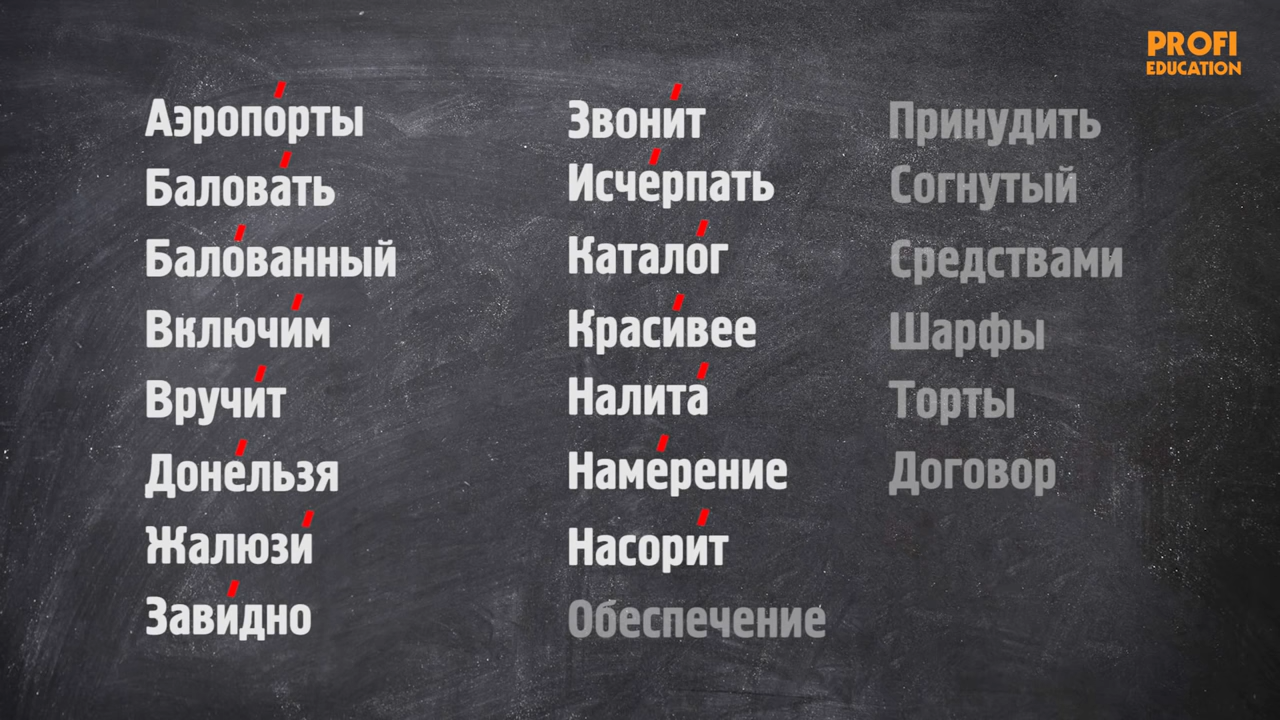 PROFI
EDUCATION
Аэропорты
Баловать
Балованный
Включим
Вручит
Донельзя
Жалюзи
Завидно
Звонит
Исчерпать
Каталог
Красивее
Налита
Намерение
Насорит
Обеспечение
Принудить
Согнутый
Средствами
Шарфы
Торты
Договор